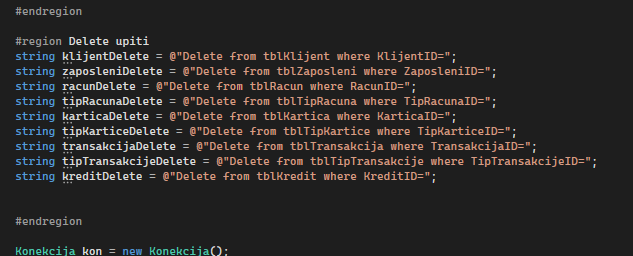 #endregion
#region Delete upiti
string klijentDelete = @"Delete from tblKlijent where KlijentID=";
string zaposleniDelete = @"Delete from tblZaposleni where ZaposleniID=";
string racunDelete = @"Delete from tblRacun where RacunID=";
string tipRacunaDelete = @"Delete from tblTipRacuna where TipRacunaID=";
string karticaDelete = @"Delete from tblKartica where KarticaID=";
string tipKarticeDelete = @"Delete from tblTipKartice where TipKarticeID=";
string transakcijaDelete = @"Delete from tblTransakcija where TransakcijaID=";
string tipTransakcijeDelete = @"Delete from tblTipTransakcije where TipTransakcijeID=";
string kreditDelete = @"Delete from tblKredit where KreditID=";
#endregion
Konekcija kon = new Konekcija();